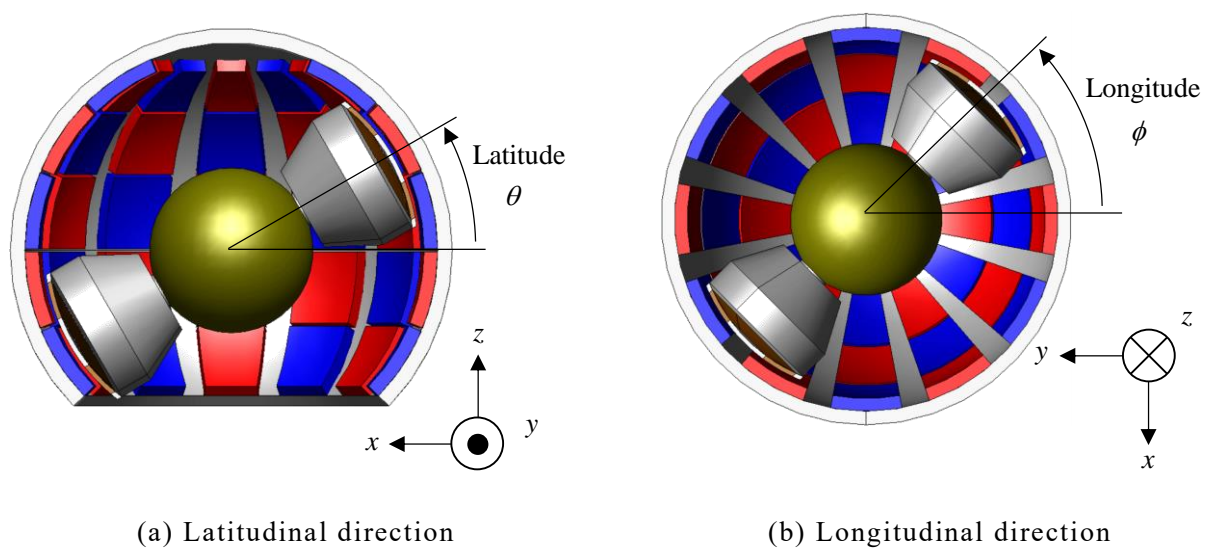 Latitude
θ
z
x
y
(a) Latitudinal direction
Longitude
ϕ
z
y
x
(b) Longitudinal direction